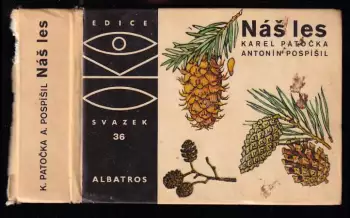 K. PATOČKA A. POSPÍŠIL Náš les
EDICE
OKO
SVAZEK
36
ALBATROS
Náš les
KAREL PATOČKA
ANTONÍN POSPÍŠIL